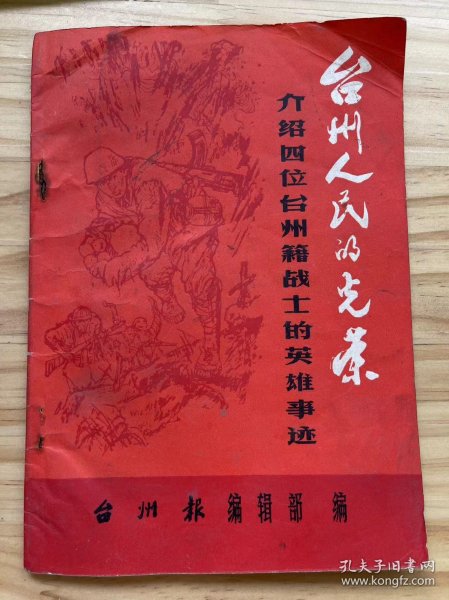 台州人民的光荣
介绍四位台州籍战士的英雄事迹
台州报编辑部 编
孔夫子旧书网
www.kongfz.com